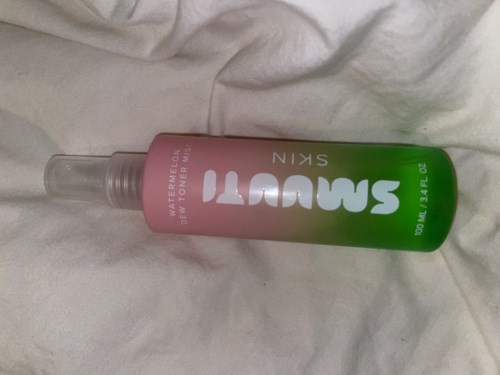 WATERMELON
DEW TONER MIST
SMUUTI
SKIN
100 ML / 3.4 FL OZ